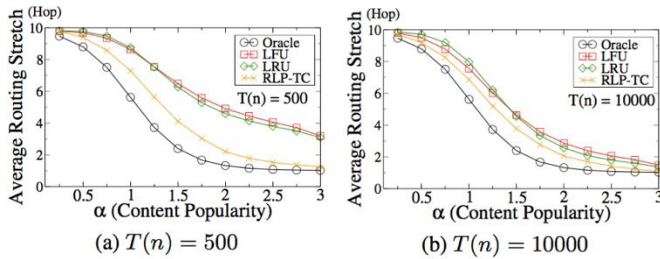 (Hop)
Average Routing Stretch
10
8
6
4
2
0
Oracle
LFU
LRU
RLP-TC
T(n) = 500
0.5 1 1.5 2 2.5 3
α (Content Popularity)
(a) T(n) = 500
(Hop)
Average Routing Stretch
10
8
6
4
2
0
Oracle
LFU
LRU
RLP-TC
T(n) = 10000
0.5 1 1.5 2 2.5 3
α (Content Popularity)
(b) T(n) = 10000